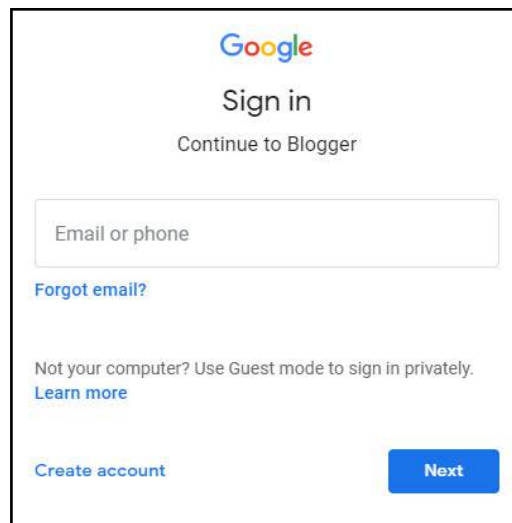 Google
Sign in
Continue to Blogger
Email or phone
Forgot email?
Not your computer? Use Guest mode to sign in privately.
Learn more
Create account
Next